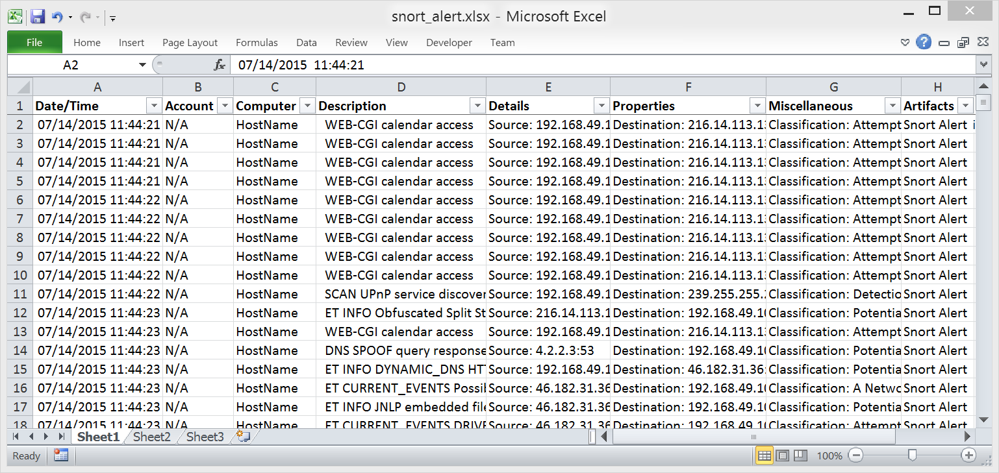 snort_alert.xlsx - Microsoft Excel
File Home Insert Page Layout Formulas Data Review View Developer Team
A2 fx 07/14/2015 11:44:21
A B C D E F G H
1 Date/Time Account Computer Description Details Properties Miscellaneous Artifacts
2 07/14/2015 11:44:21 N/A HostName WEB-CGI calendar access Source: 192.168.49.1 Destination: 216.14.113.13 Classification: Attempt Snort Alert i
3 07/14/2015 11:44:21 N/A HostName WEB-CGI calendar access Source: 192.168.49.1 Destination: 216.14.113.13 Classification: Attempt Snort Alert
4 07/14/2015 11:44:21 N/A HostName WEB-CGI calendar access Source: 192.168.49.1 Destination: 216.14.113.13 Classification: Attempt Snort Alert
5 07/14/2015 11:44:21 N/A HostName WEB-CGI calendar access Source: 192.168.49.1 Destination: 216.14.113.13 Classification: Attempt Snort Alert
6 07/14/2015 11:44:22 N/A HostName WEB-CGI calendar access Source: 192.168.49.1 Destination: 216.14.113.13 Classification: Attempt Snort Alert
7 07/14/2015 11:44:22 N/A HostName WEB-CGI calendar access Source: 192.168.49.1 Destination: 216.14.113.13 Classification: Attempt Snort Alert
8 07/14/2015 11:44:22 N/A HostName WEB-CGI calendar access Source: 192.168.49.1 Destination: 216.14.113.13 Classification: Attempt Snort Alert
9 07/14/2015 11:44:22 N/A HostName WEB-CGI calendar access Source: 192.168.49.1 Destination: 216.14.113.13 Classification: Attempt Snort Alert
10 07/14/2015 11:44:22 N/A HostName WEB-CGI calendar access Source: 192.168.49.1 Destination: 216.14.113.13 Classification: Attempt Snort Alert
11 07/14/2015 11:44:22 N/A HostName SCAN UPnP service discover Source: 192.168.49.1 Destination: 239.255.255. Classification: Detectio Snort Alert
12 07/14/2015 11:44:23 N/A HostName ET INFO Obfuscated Split St Source: 216.14.113.1 Destination: 192.168.49.10 Classification: Potentia Snort Alert
13 07/14/2015 11:44:23 N/A HostName WEB-CGI calendar access Source: 192.168.49.1 Destination: 216.14.113.13 Classification: Attempt Snort Alert
14 07/14/2015 11:44:23 N/A HostName DNS SPOOF query response Source: 4.2.2.3:53 Destination: 192.168.49.10 Classification: Potentia Snort Alert
15 07/14/2015 11:44:23 N/A HostName ET INFO DYNAMIC_DNS HTT Source: 192.168.49.1 Destination: 46.182.31.36: Classification: Potentia Snort Alert
16 07/14/2015 11:44:23 N/A HostName ET CURRENT_EVENTS Possib Source: 46.182.31.36 Destination: 192.168.49.10 Classification: A Netwo Snort Alert
17 07/14/2015 11:44:23 N/A HostName ET INFO JNLP embedded file Source: 46.182.31.36 Destination: 192.168.49.10 Classification: Potentia Snort Alert
18 07/14/2015 11:44:23 N/A HostName ET CURRENT_EVENTS DRIVE Source: 46.182.31.36 Destination: 192.168.49.10 Classification: Attempt Snort Alert
Sheet1 Sheet2 Sheet3
Ready 100%